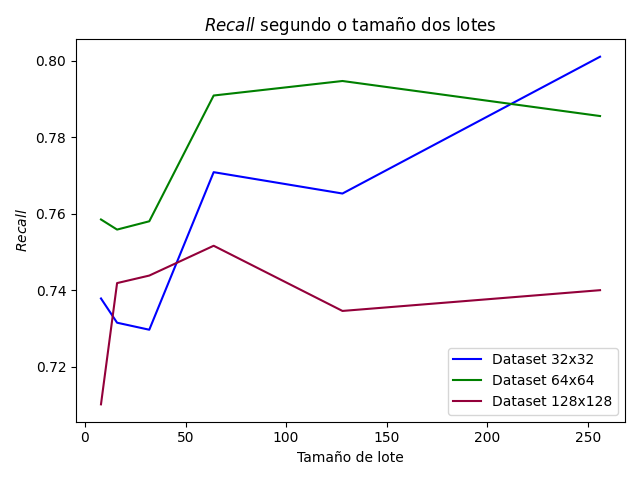 Recall segundo o tamaño dos lotes
0.80
0.78
0.76
0.74
0.72
Recall
0 50 100 150 200 250
Tamaño de lote
Dataset 32x32
Dataset 64x64
Dataset 128x128